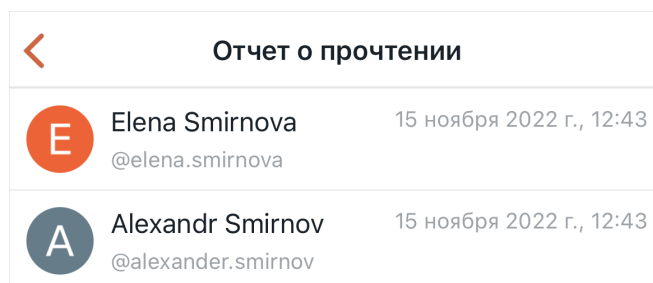 Отчет о прочтении
E
Elena Smirnova
15 ноября 2022 г., 12:43
@elena.smirnova
A
Alexandr Smirnov
15 ноября 2022 г., 12:43
@alexander.smirnov